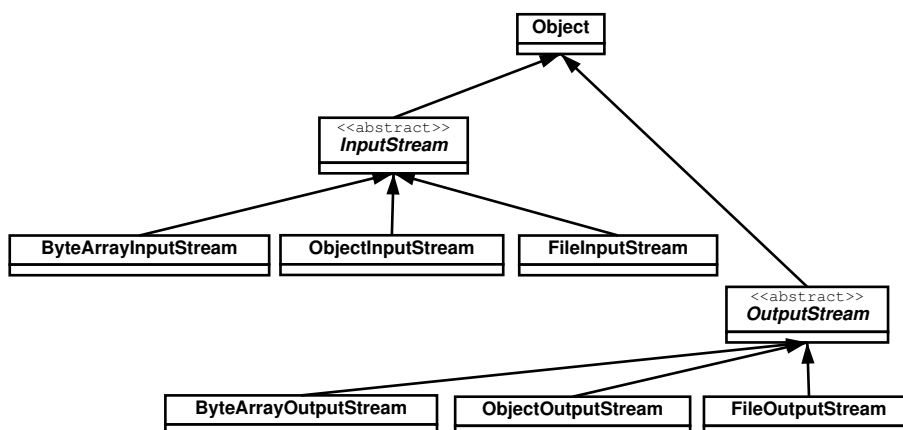 Object
<<abstract>>
InputStream
ByteArrayInputStream
ObjectInputStream
FileInputStream
<<abstract>>
OutputStream
ByteArrayOutputStream
ObjectOutputStream
FileOutputStream